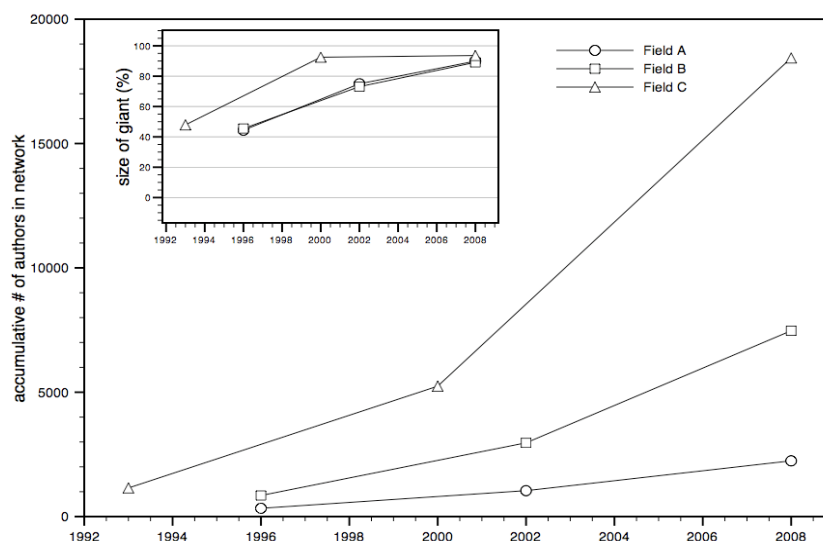 20000
15000
10000
5000
0
accumulative # of authors in network
1992 1994 1996 1998 2000 2002 2004 2006 2008
100
80
60
40
20
0
size of giant (%)
1992 1994 1996 1998 2000 2002 2004 2006 2008
Field A
Field B
Field C